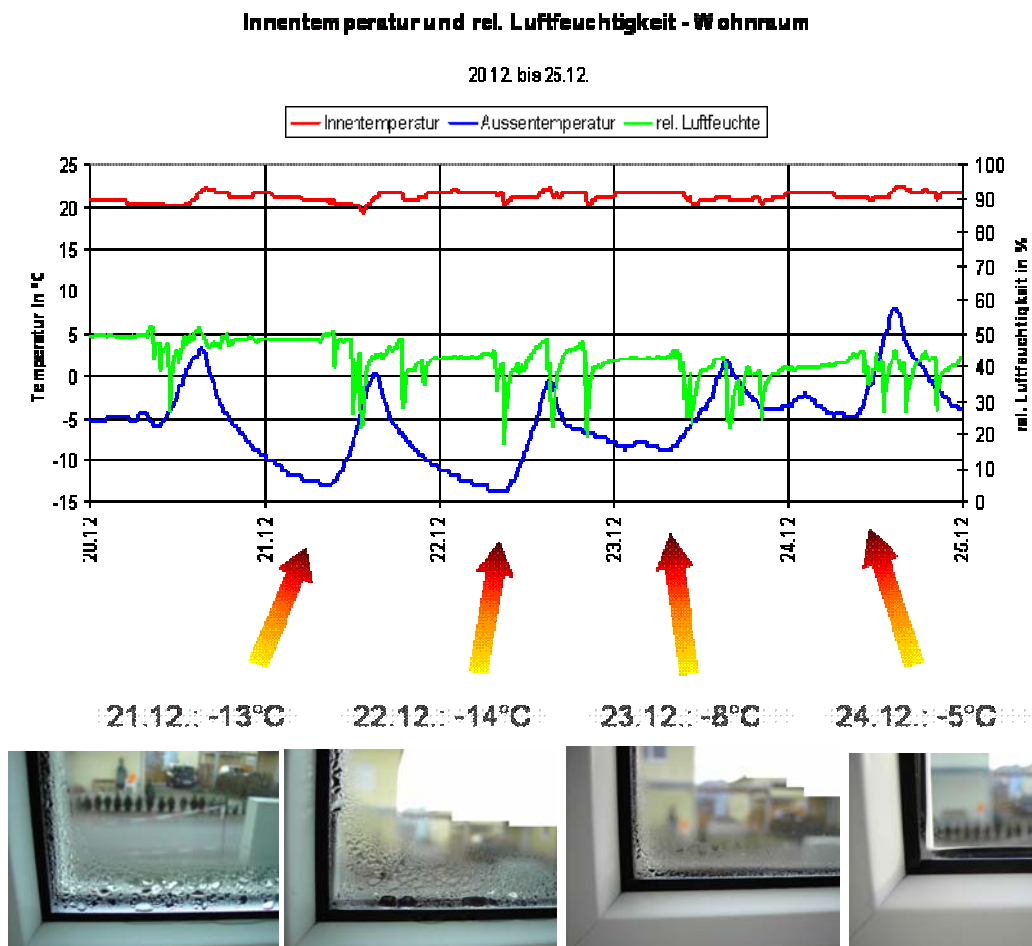 Innentemperatur und rel. Luftfeuchtigkeit - Wohnraum
20 12. bis 25.12.
Innentemperatur Aussentemperatur rel. Luftfeuchte
Temperatur in °C
25
20
15
10
5
0
-5
-10
-15
100
90
80
70
60
50
40
30
20
10
0
rel. Luftfeuchtigkeit in %
20.12 21.12 22.12 23.12 24.12 25.12
21.12.: -13°C 22.12.: -14°C 23.12.: -8°C 24.12.: -5°C